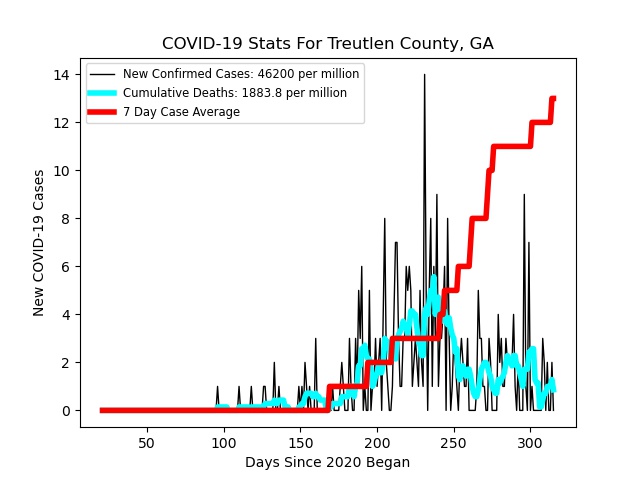 COVID-19 Stats For Treutlen County, GA
New Confirmed Cases: 46200 per million
Cumulative Deaths: 1883.8 per million
7 Day Case Average
14
12
10
8
6
4
2
0
New COVID-19 Cases
50 100 150 200 250 300
Days Since 2020 Began